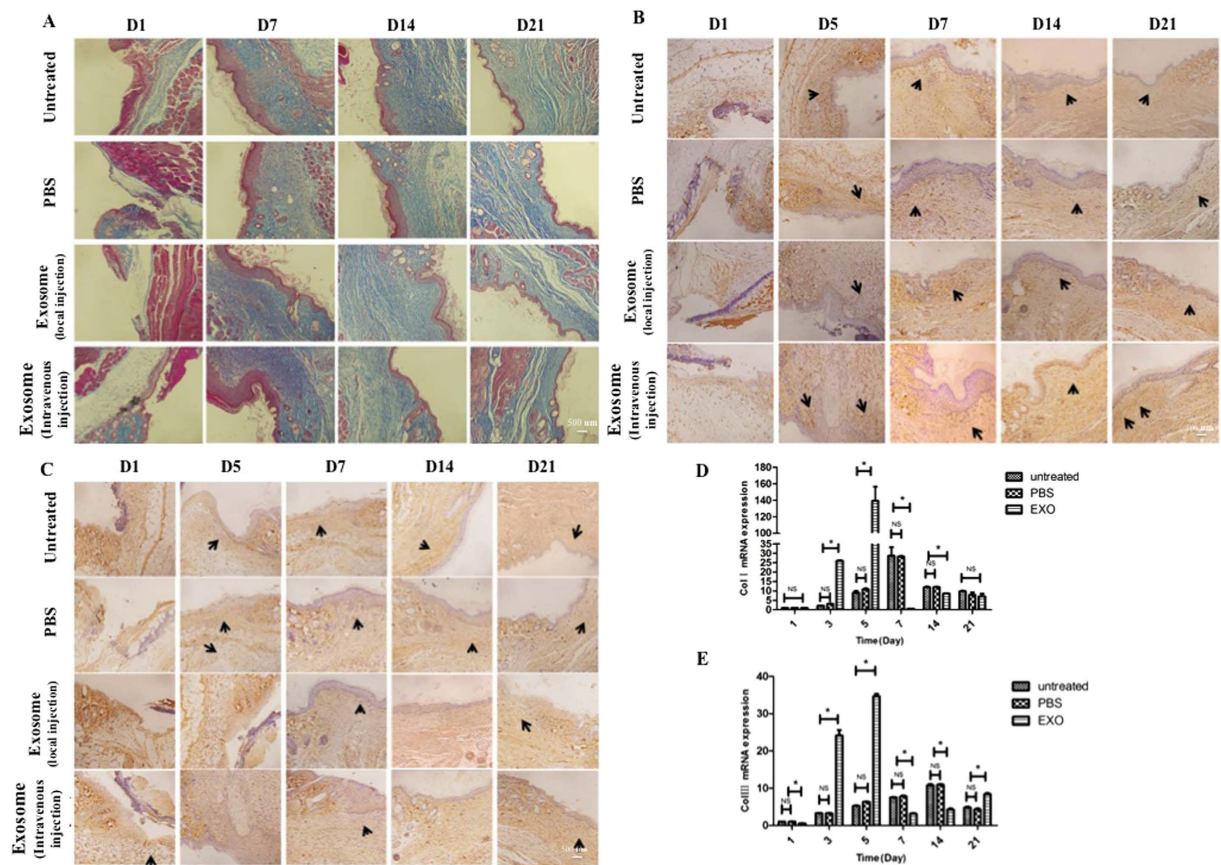 A
D1 D7 D14 D21
Untreated
PBS
Exosome
(local injection)
Exosome
(Intravenous
injection)
500 um
B
D1 D5 D7 D14 D21
Untreated
PBS
Exosome
(local injection)
Exosome
(Intravenous
injection)
C
D1 D5 D7 D14 D21
Untreated
PBS
Exosome
(local injection)
Exosome
(Intravenous
injection)
D
Col Ⅰ mRNA expression
180
160
140
120
100
80
60
35
30
25
20
15
10
5
0
NS
NS
*
NS
*
NS
*
NS
*
NS
1 3 5 7 14 21
Time(Day)
untreated
PBS
EXO
E
ColⅢ mRNA expression
40
30
20
10
0
NS
*
NS
*
NS
*
NS
*
NS
*
NS
*
1 3 5 7 14 21
Time(Day)
untreated
PBS
EXO